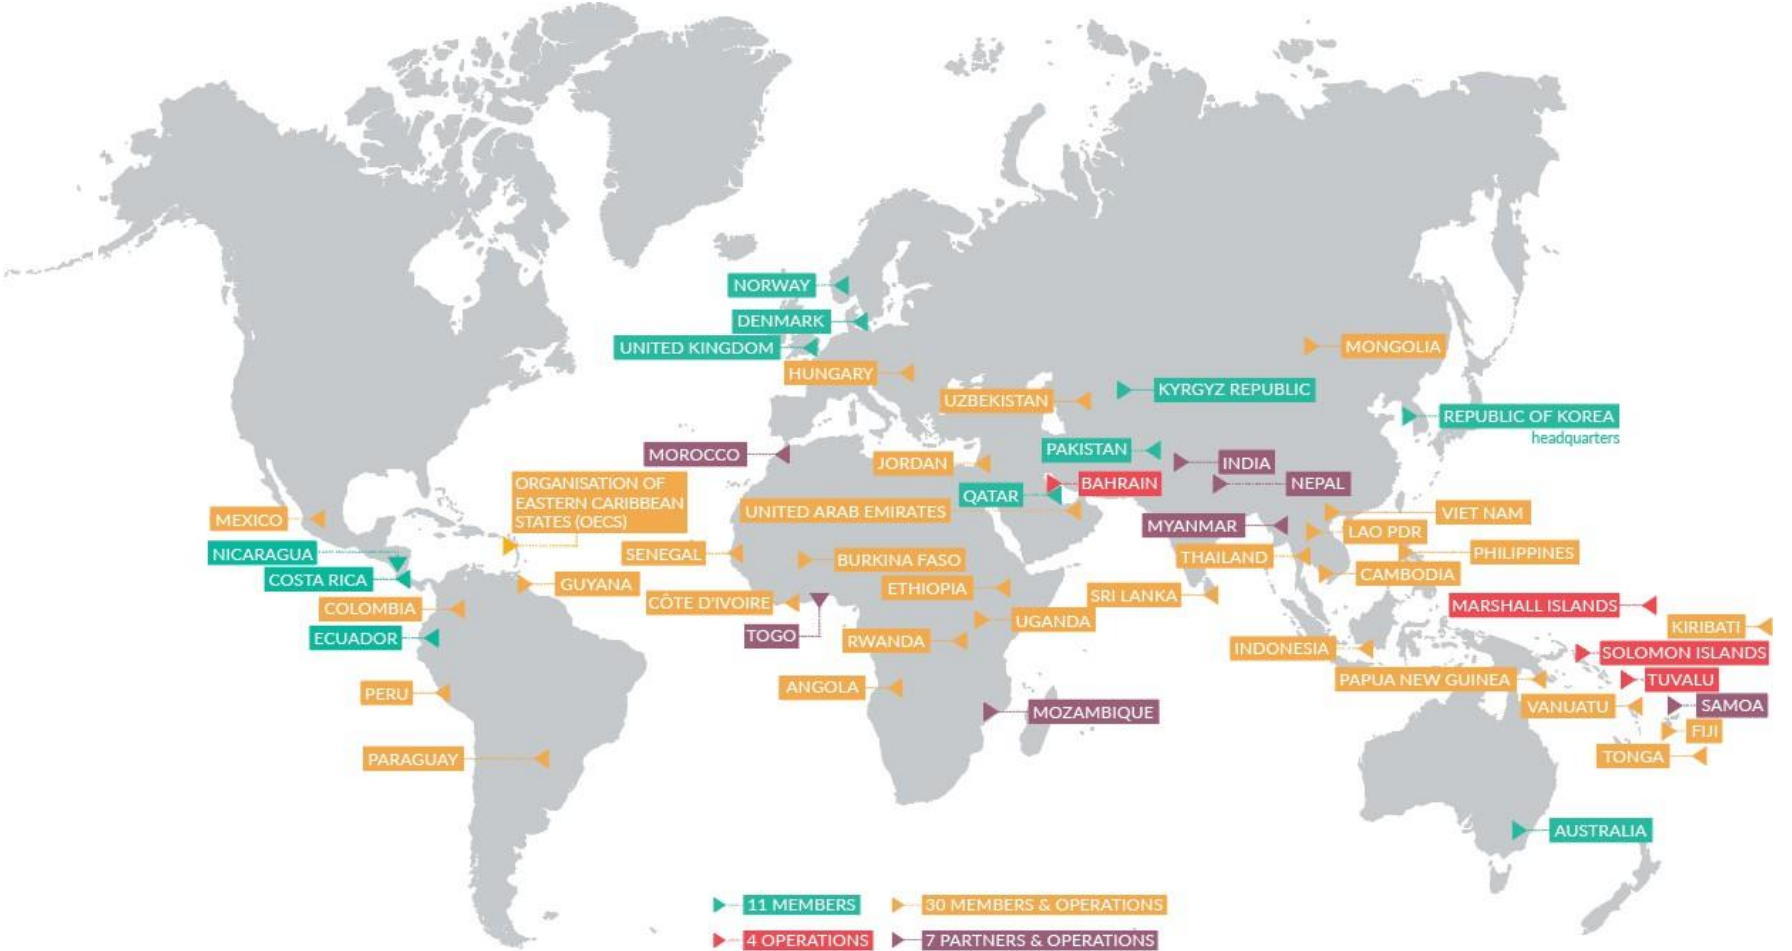 NORWAY
DENMARK
UNITED KINGDOM
MONGOLIA
HUNGARY
KYRGYZ REPUBLIC
UZBEKISTAN
REPUBLIC OF KOREA
headquarters
PAKISTAN
MOROCCO
JORDAN
INDIA
BAHRAIN
NEPAL
ORGANISATION OF
EASTERN CARIBBEAN
STATES (OECS)
QATAR
UNITED ARAB EMIRATES
VIET NAM
MEXICO
MYANMAR
LAO PDR
NICARAGUA
SENEGAL
BURKINA FASO
THAILAND
PHILIPPINES
COSTA RICA
GUYANA
ETHIOPIA
CAMBODIA
SRI LANKA
CÔTE D'IVOIRE
COLOMBIA
MARSHALL ISLANDS
UGANDA
KIRIBATI
ECUADOR
TOGO
RWANDA
INDONESIA
SOLOMON ISLANDS
PAPUA NEW GUINEA
TUVALU
ANGOLA
PERU
MOZAMBIQUE
VANUATU
SAMOA
FIJI
PARAGUAY
TONGA
AUSTRALIA
11 MEMBERS
30 MEMBERS & OPERATIONS
4 OPERATIONS
7 PARTNERS & OPERATIONS